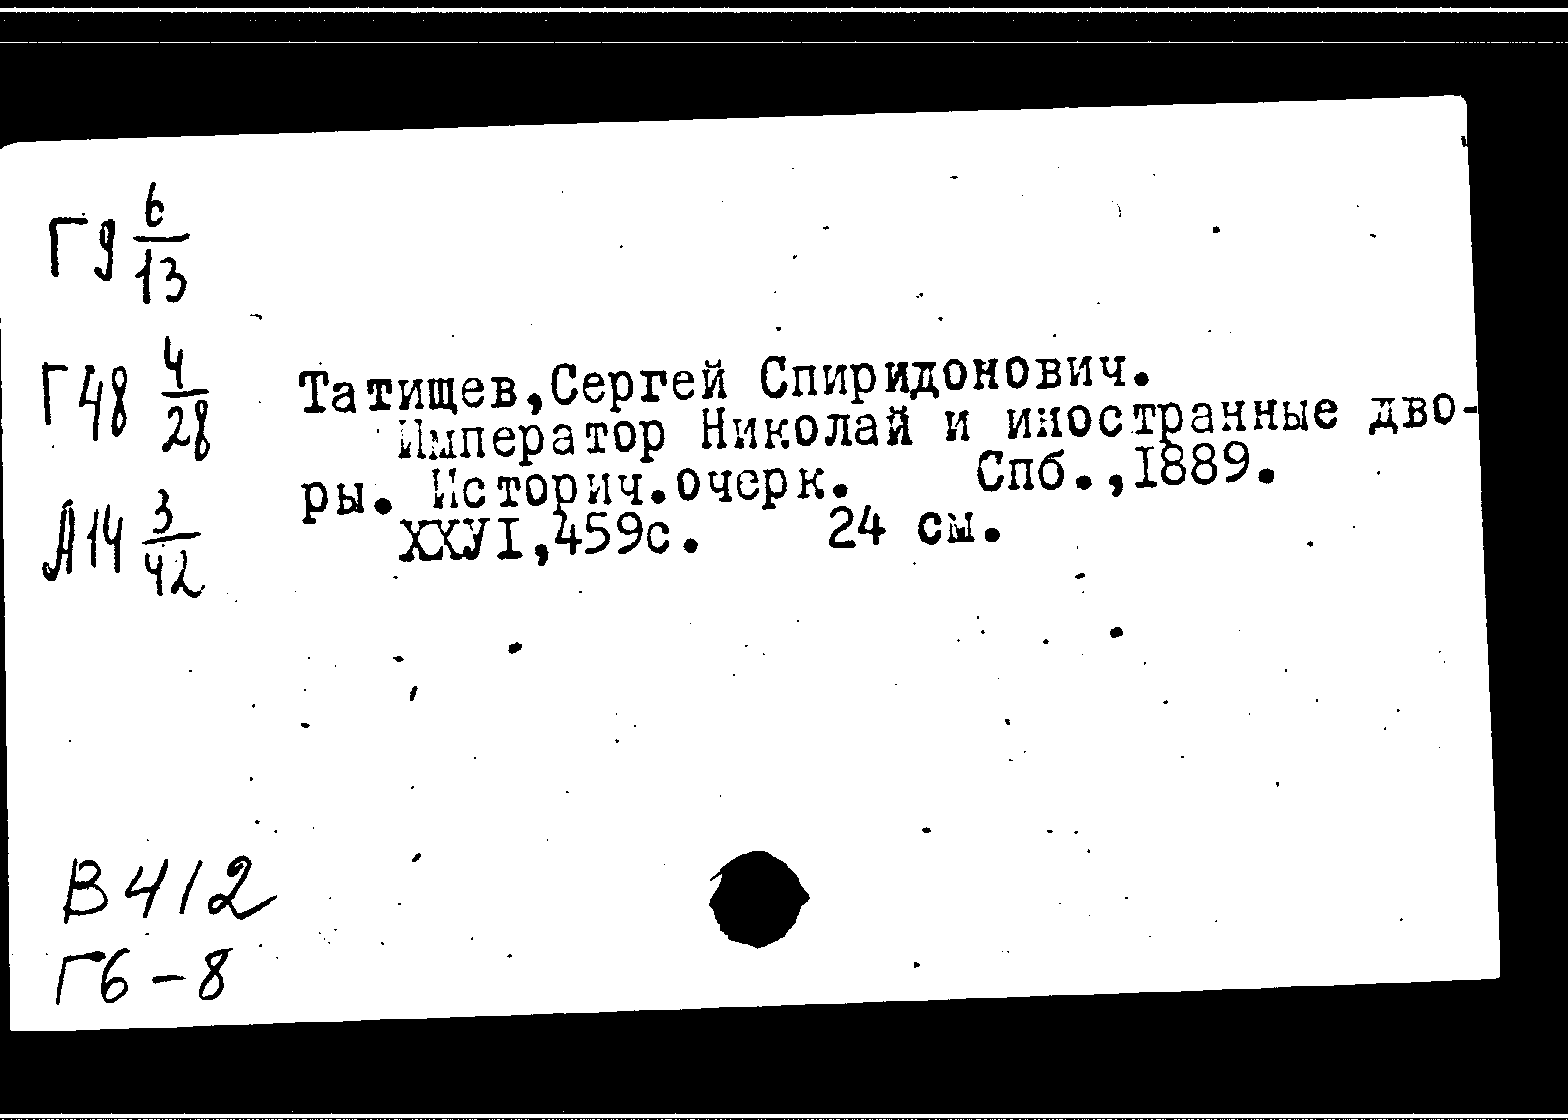 Г9 6/13
Г48 4/28
Татищев,Сергей Спиридонович.
Император Николай и иностранные дво-
ры. Историч.очерк. Спб.,I889.
XXУI,459с. 24 см.
А14 3/42
В412
Г6-8